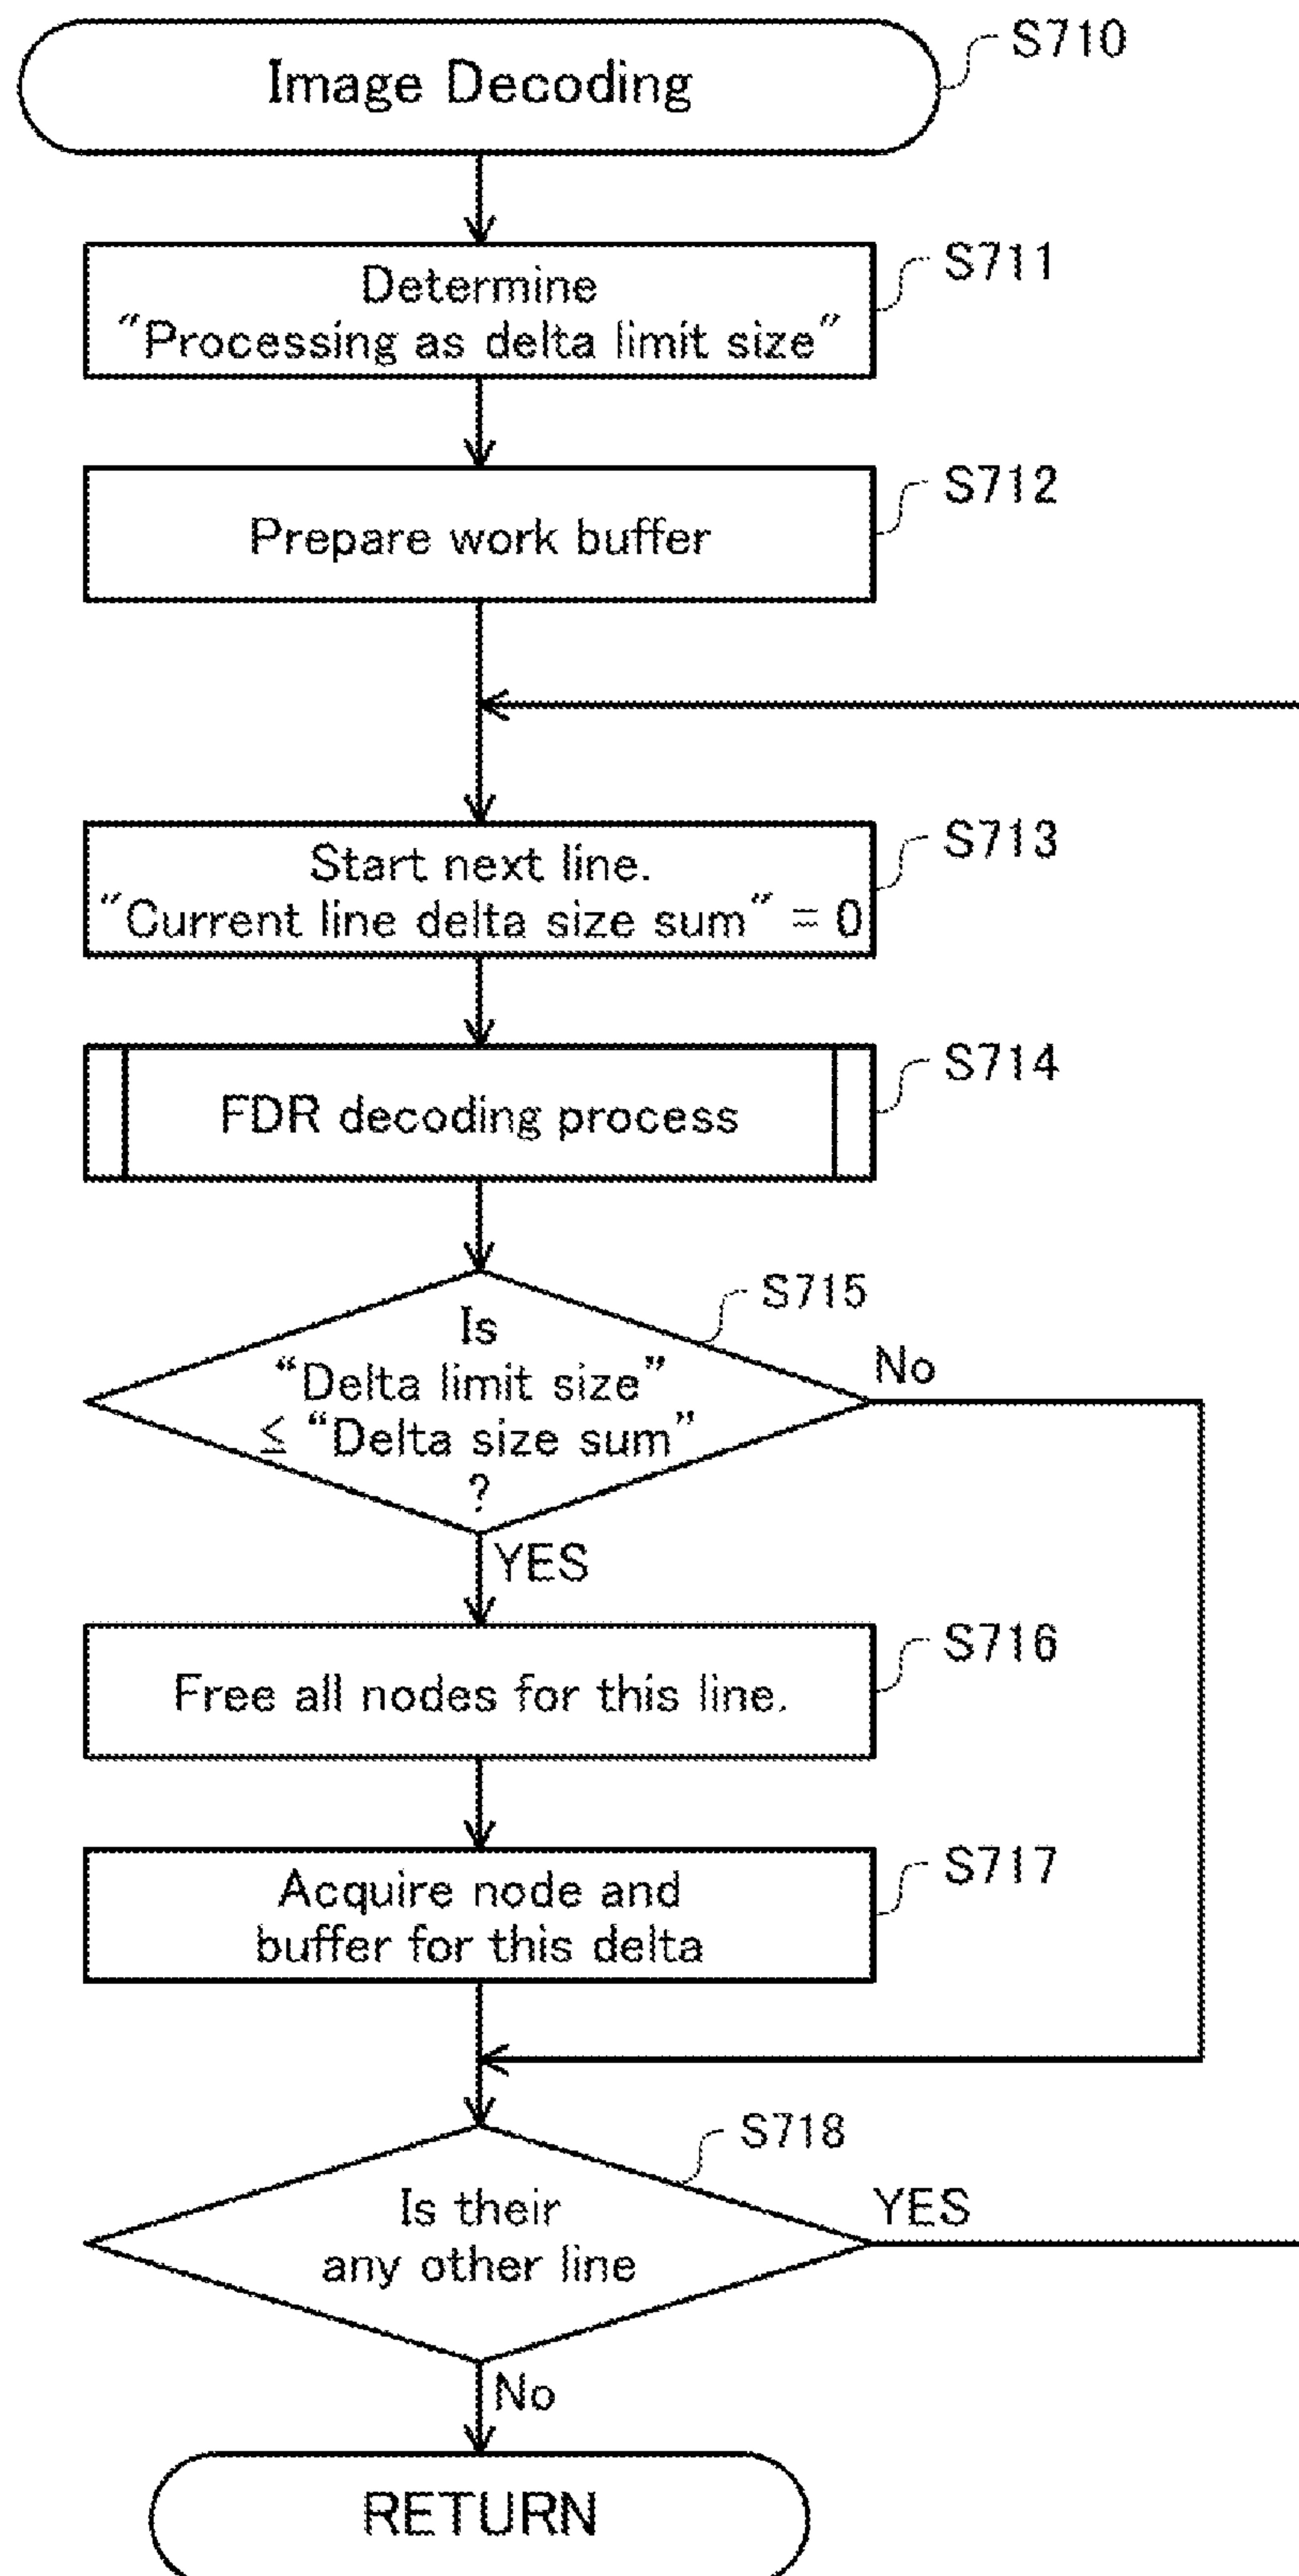 Image Decoding
S710
S711
Determine
"Processing as delta limit size"
S712
Prepare work buffer
S713
Start next line.
"Current line delta size sum" = 0
S714
FDR decoding process
S715
Is
“Delta limit size”
≤ “Delta size sum”
?
No
YES
S716
Free all nodes for this line.
S717
Acquire node and
buffer for this delta
S718
Is their
any other line
YES
No
RETURN